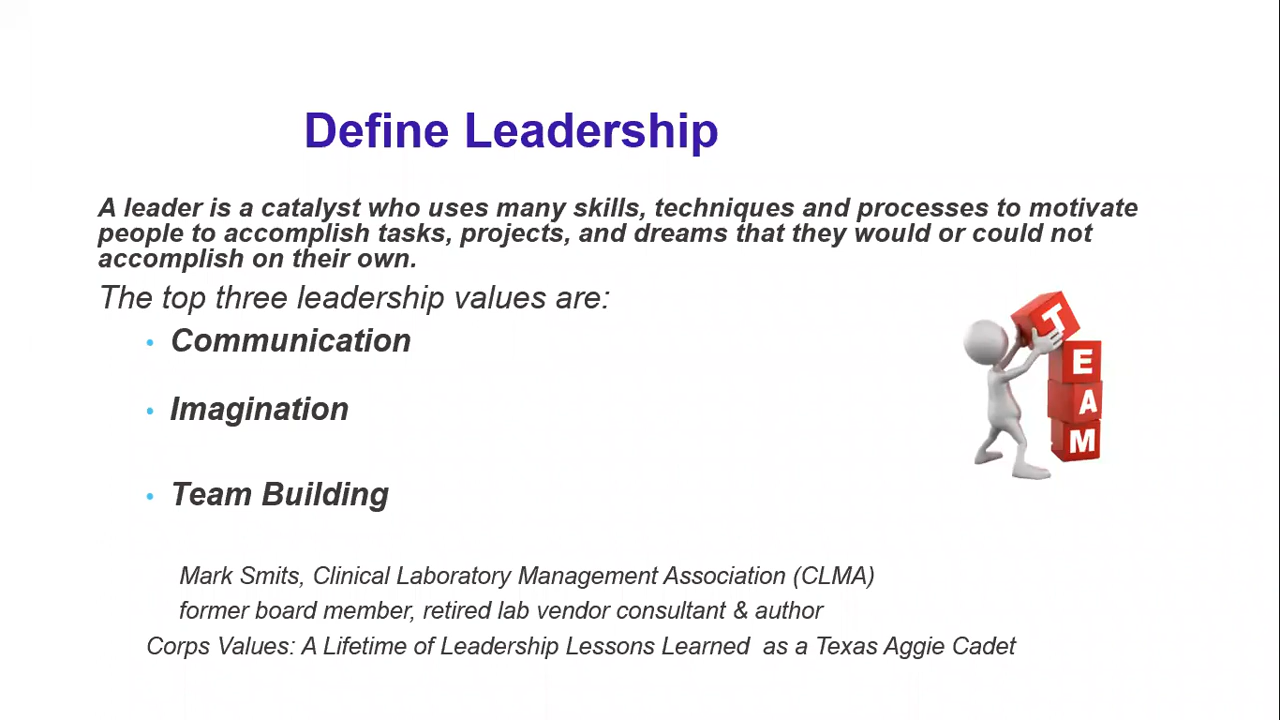 Define Leadership
A leader is a catalyst who uses many skills, techniques and processes to motivate
people to accomplish tasks, projects, and dreams that they would or could not
accomplish on their own.
The top three leadership values are:
• Communication
• Imagination
• Team Building
T
E
A
M
Mark Smits, Clinical Laboratory Management Association (CLMA)
former board member, retired lab vendor consultant & author
Corps Values: A Lifetime of Leadership Lessons Learned  as a Texas Aggie Cadet